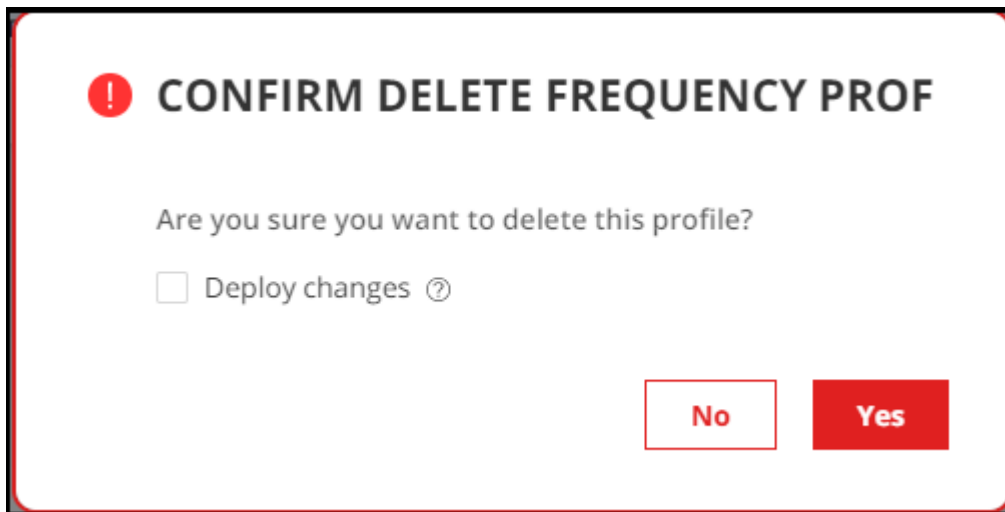 CONFIRM DELETE FREQUENCY PROF
Are you sure you want to delete this profile?
Deploy changes
No
Yes